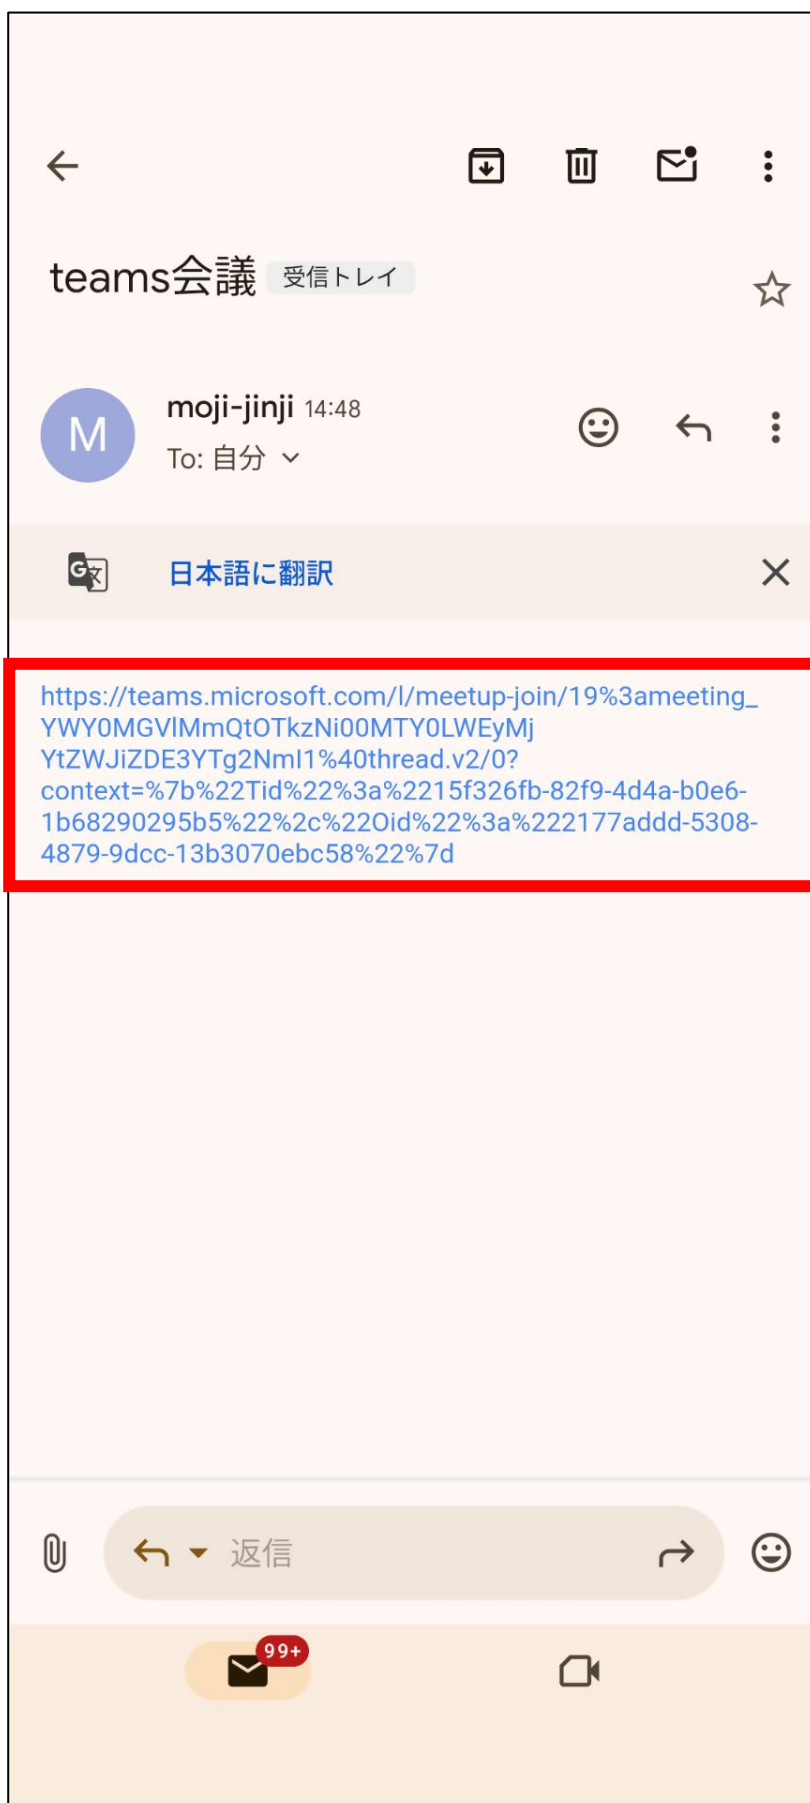 teams会議 受信トレイ
M
moji-jinji 14:48
To: 自分
G文
日本語に翻訳
https://teams.microsoft.com/l/meetup-join/19%3ameeting_
YWY0MGVlMmQtOTkzNi00MTY0LWEyMj
YtZWJiZDE3YTg2NmI1%40thread.v2/0?
context=%7b%22Tid%22%3a%2215f326fb-82f9-4d4a-b0e6-
1b68290295b5%22%2c%22Oid%22%3a%222177addd-5308-
4879-9dcc-13b3070ebc58%22%7d
返信
99+